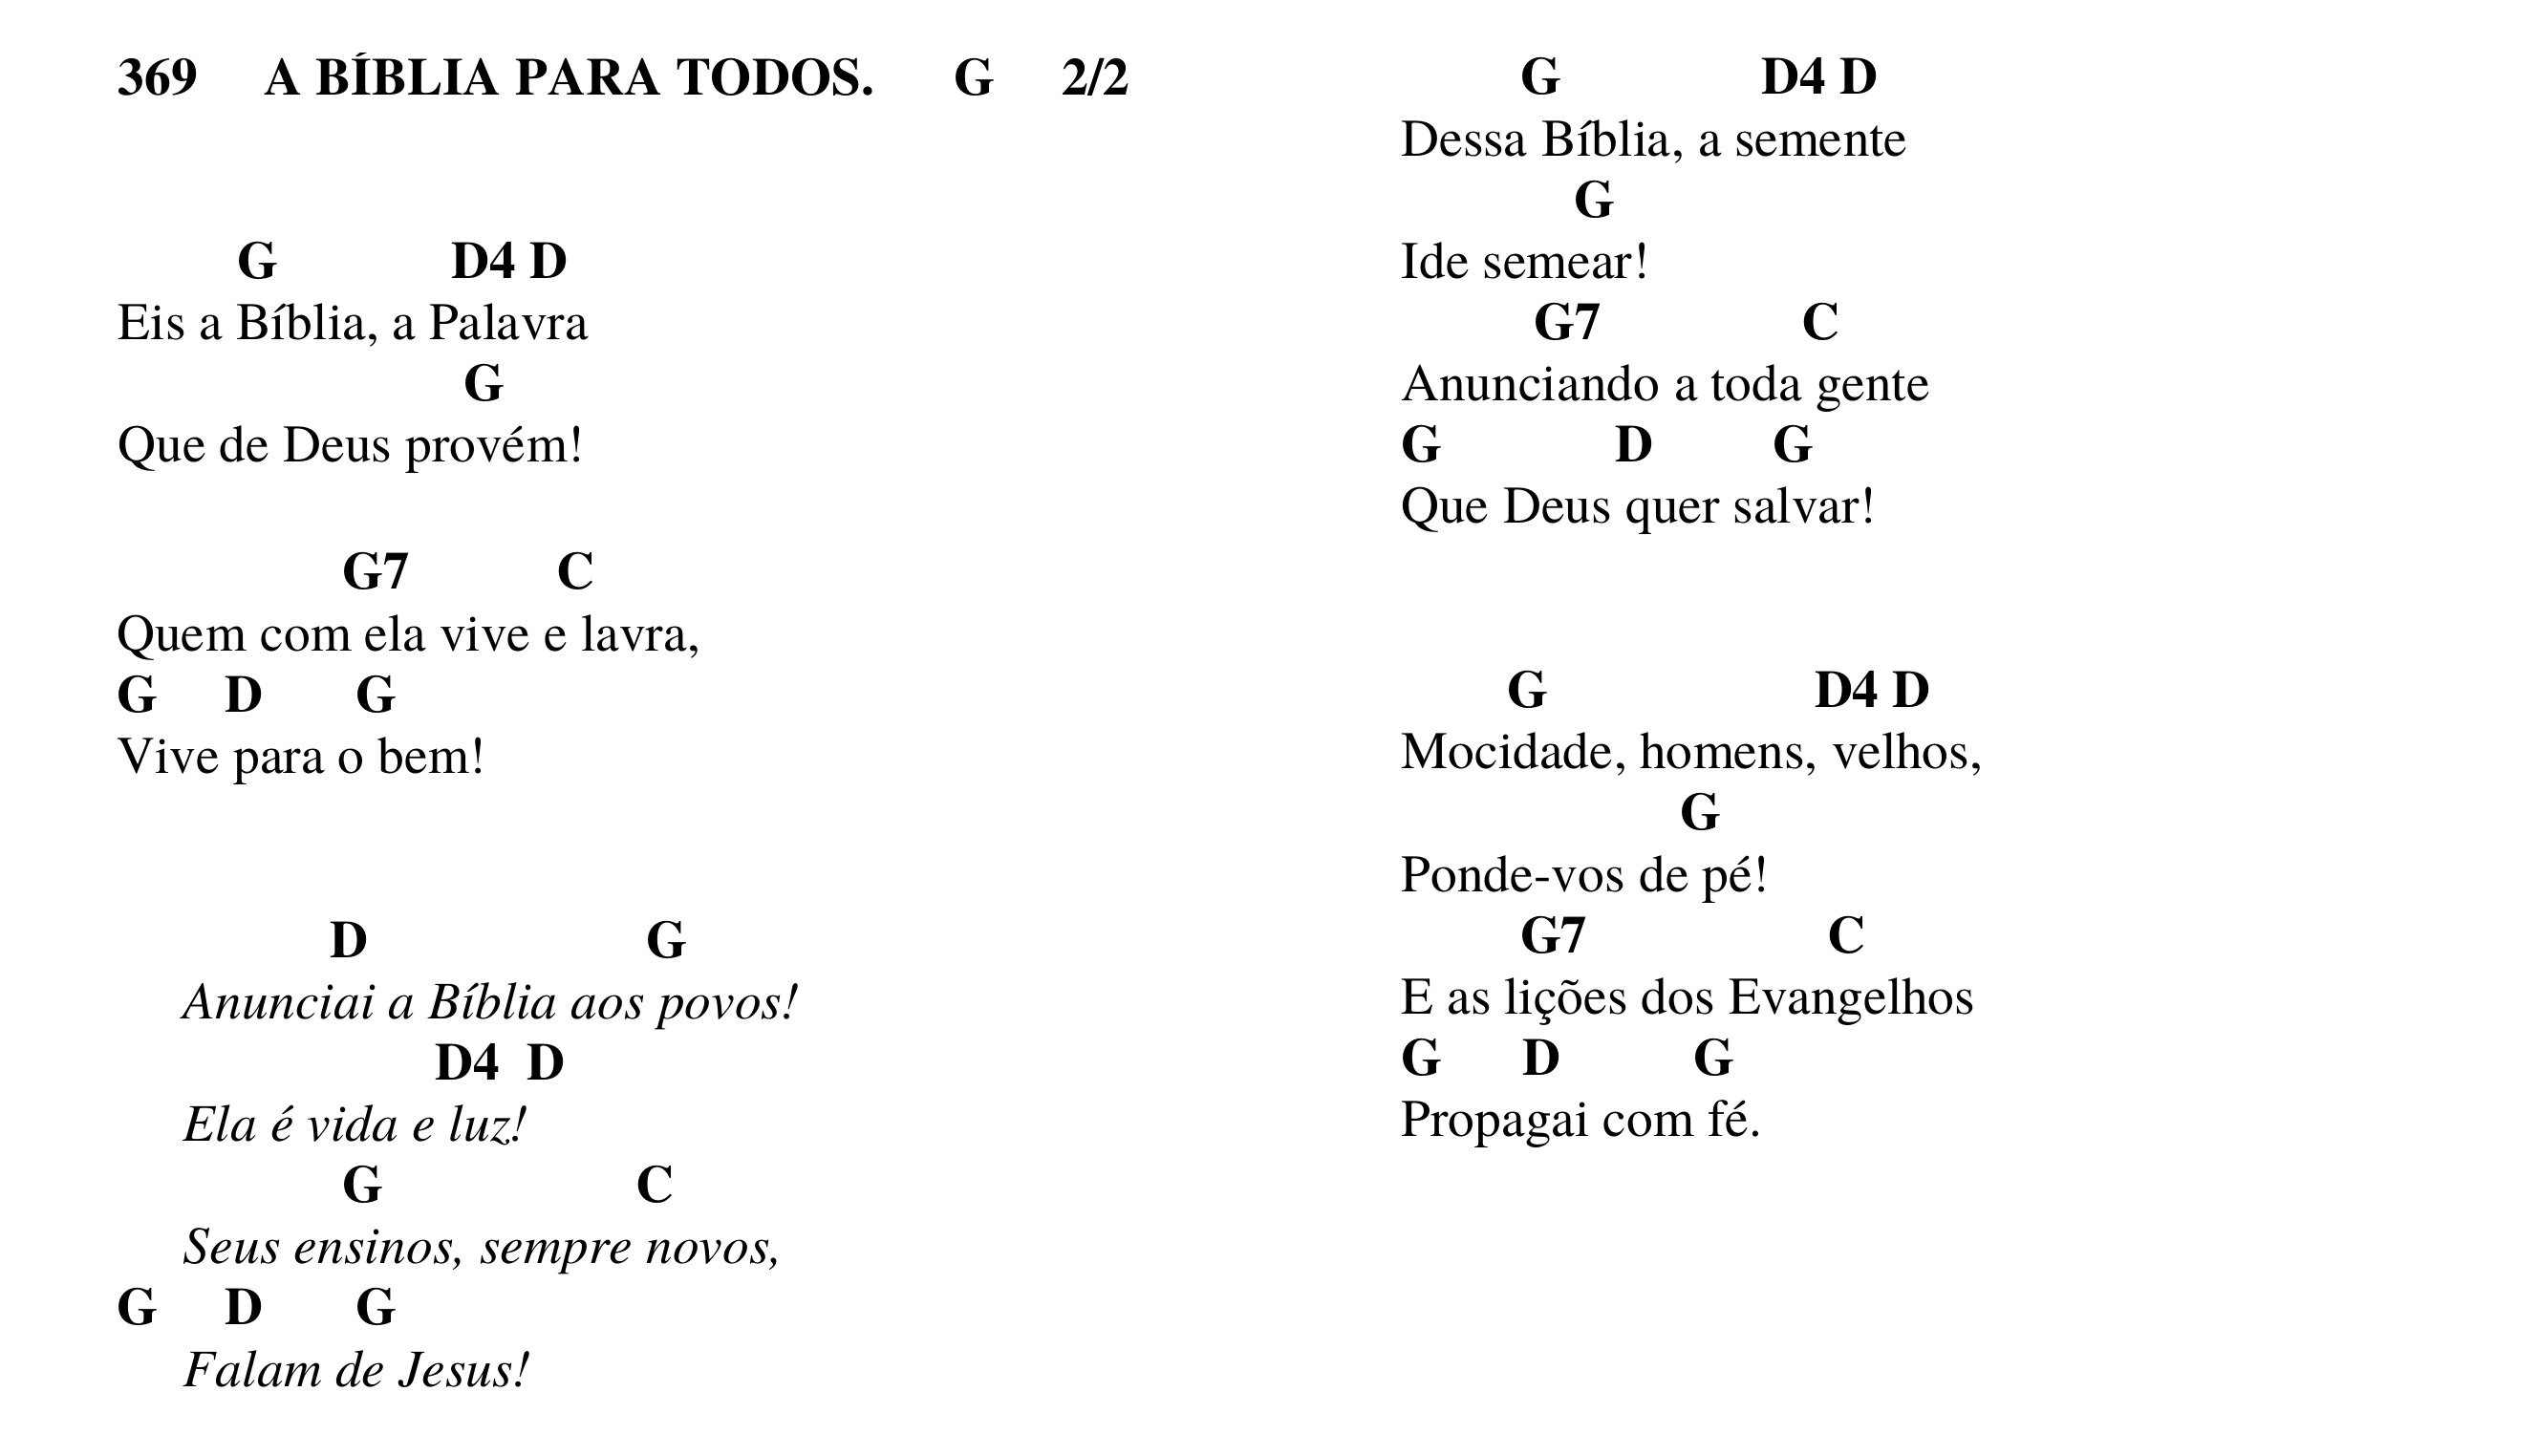 369 A BÍBLIA PARA TODOS. G 2/2
G D4 D
Eis a Bíblia, a Palavra
G
Que de Deus provém!
G7 C
Quem com ela vive e lavra,
G D G
Vive para o bem!
D G
Anunciai a Bíblia aos povos!
D4 D
Ela é vida e luz!
G C
Seus ensinos, sempre novos,
G D G
Falam de Jesus!
G D4 D
Dessa Bíblia, a semente
G
Ide semear!
G7 C
Anunciando a toda gente
G D G
Que Deus quer salvar!
G D4 D
Mocidade, homens, velhos,
G
Ponde-vos de pé!
G7 C
E as lições dos Evangelhos
G D G
Propagai com fé.